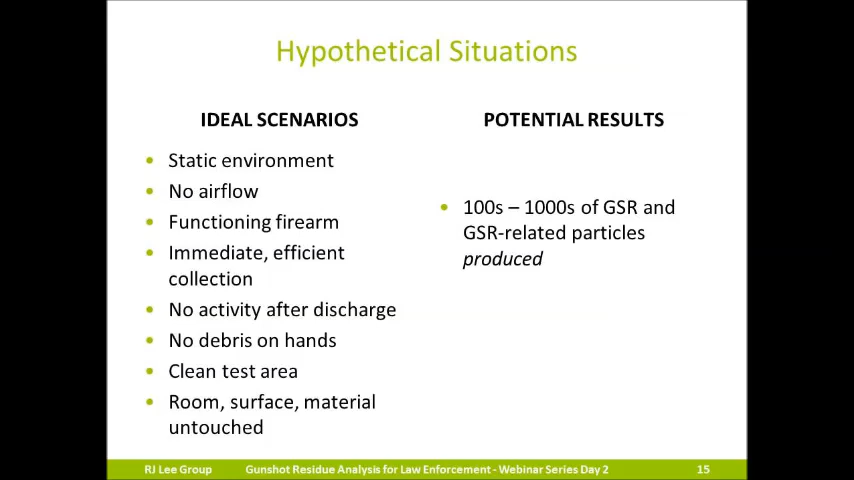 Hypothetical Situations
IDEAL SCENARIOS
• Static environment
• No airflow
• Functioning firearm
• Immediate, efficient
collection
• No activity after discharge
• No debris on hands
• Clean test area
• Room, surface, material
untouched
POTENTIAL RESULTS
• 100s – 1000s of GSR and
GSR-related particles
produced
RJ Lee Group Gunshot Residue Analysis for Law Enforcement - Webinar Series Day 2 15